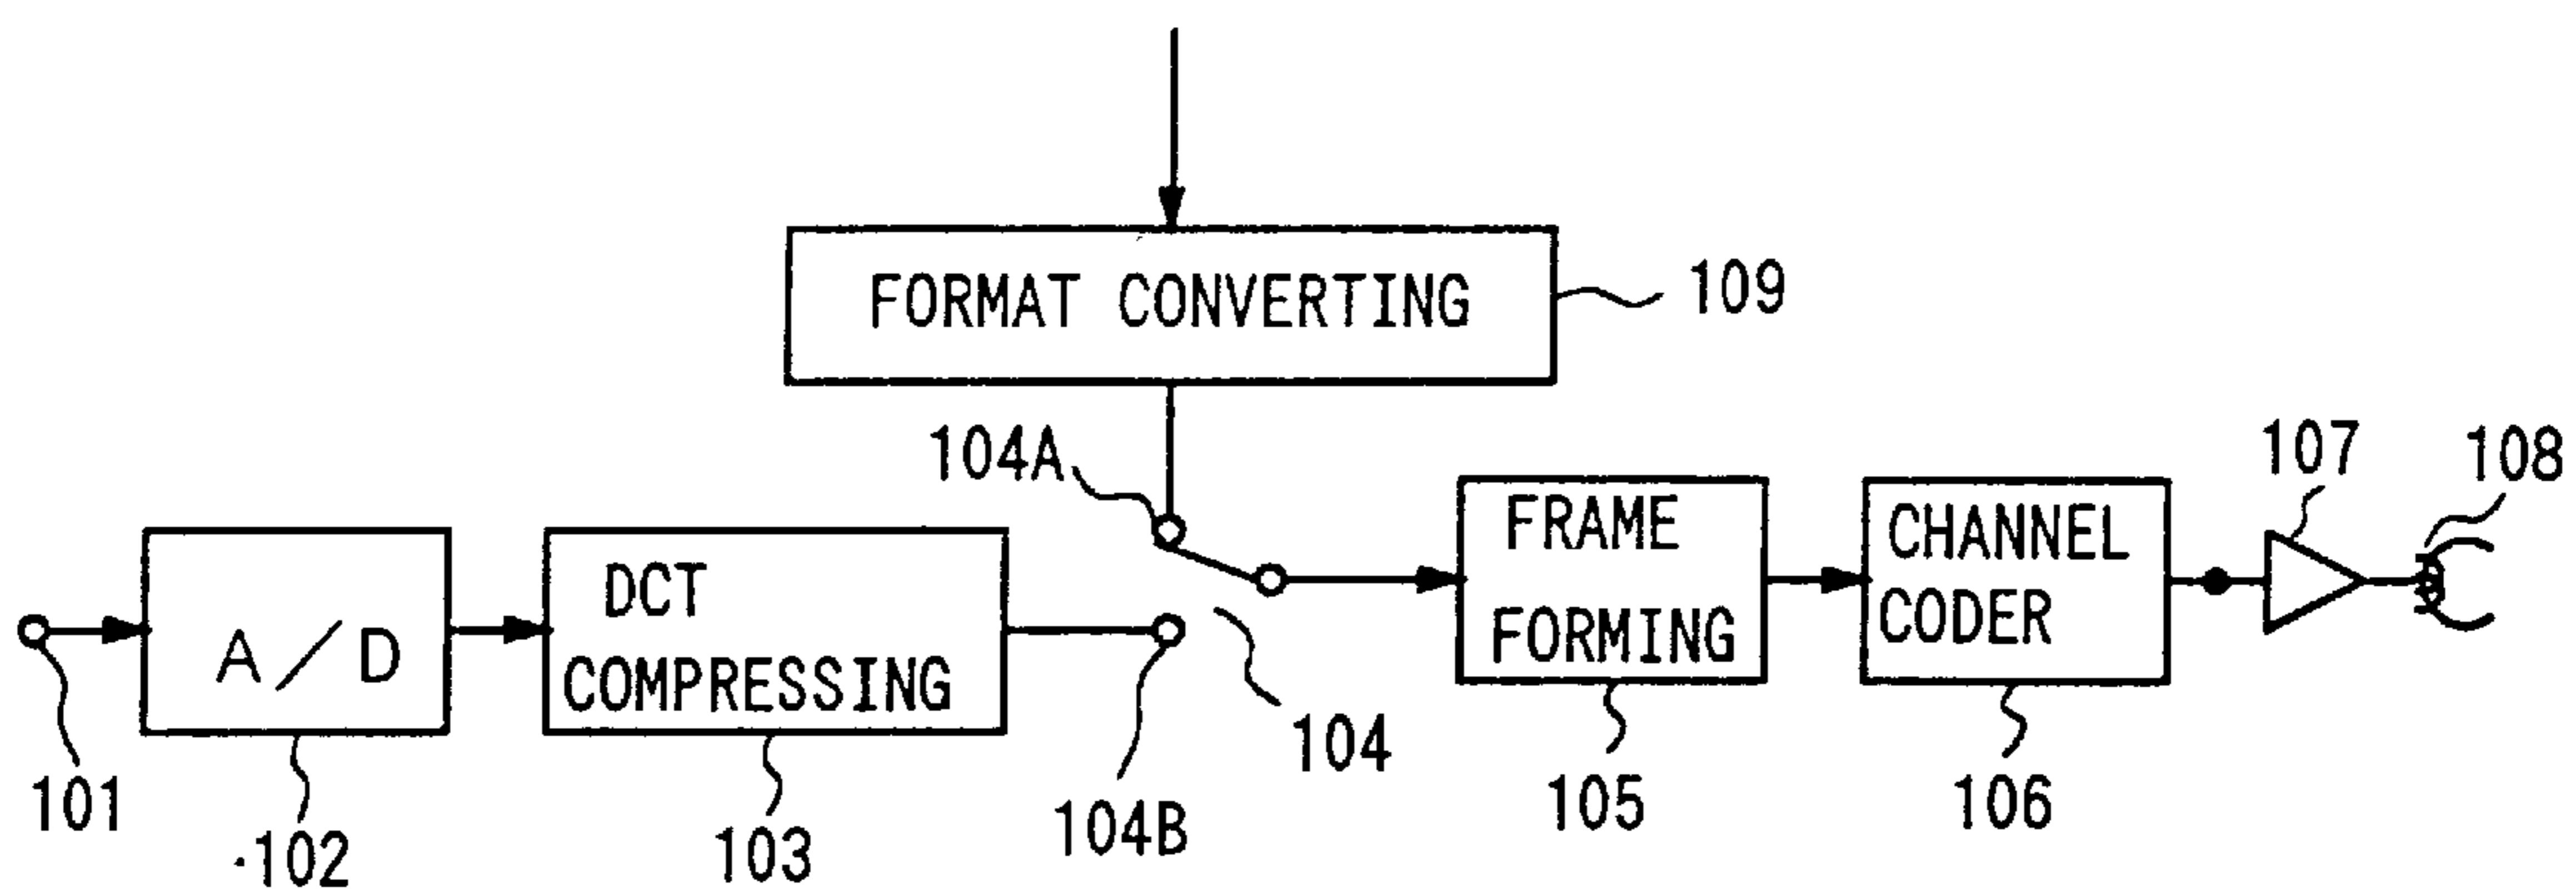 FORMAT CONVERTING
109
104A
107
108
FRAME
FORMING
CHANNEL
CODER
DCT
COMPRESSING
A/D
104
101
102
103
104B
105
106